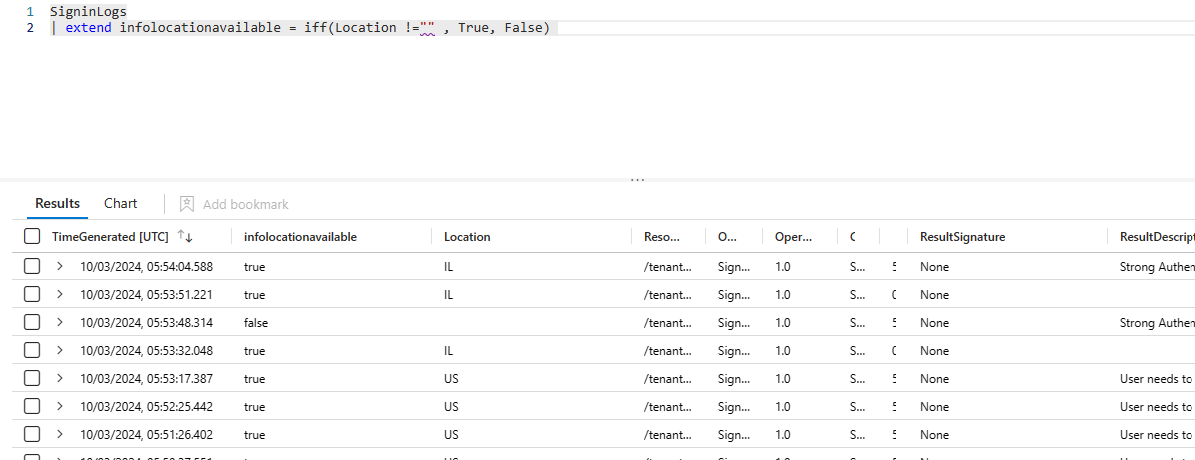 1 SigninLogs
2 | extend infolocationavailable = iff(Location !="" , True, False)
...
Results Chart Add bookmark
TimeGenerated [UTC] ↑↓ infolocationavailable Location Reso... O... Oper... ResultSignature ResultDescript
10/03/2024, 05:54:04.588 true IL /tenant... Sign... 1.0 S... None Strong Authen
10/03/2024, 05:53:51.221 true IL /tenant... Sign... 1.0 S... None
10/03/2024, 05:53:48.314 false /tenant... Sign... 1.0 S... None Strong Authen
10/03/2024, 05:53:32.048 true IL /tenant... Sign... 1.0 S... None
10/03/2024, 05:53:17.387 true US /tenant... Sign... 1.0 S... None User needs to
10/03/2024, 05:52:25.442 true US /tenant... Sign... 1.0 S... None User needs to
10/03/2024, 05:51:26.402 true US /tenant... Sign... 1.0 S... None User needs to